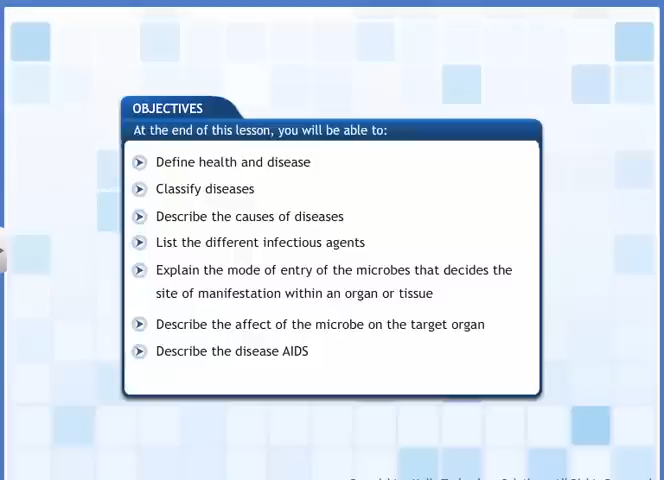 OBJECTIVES
At the end of this lesson, you will be able to:
Define health and disease
Classify diseases
Describe the causes of diseases
List the different infectious agents
Explain the mode of entry of the microbes that decides the
site of manifestation within an organ or tissue
Describe the affect of the microbe on the target organ
Describe the disease AIDS